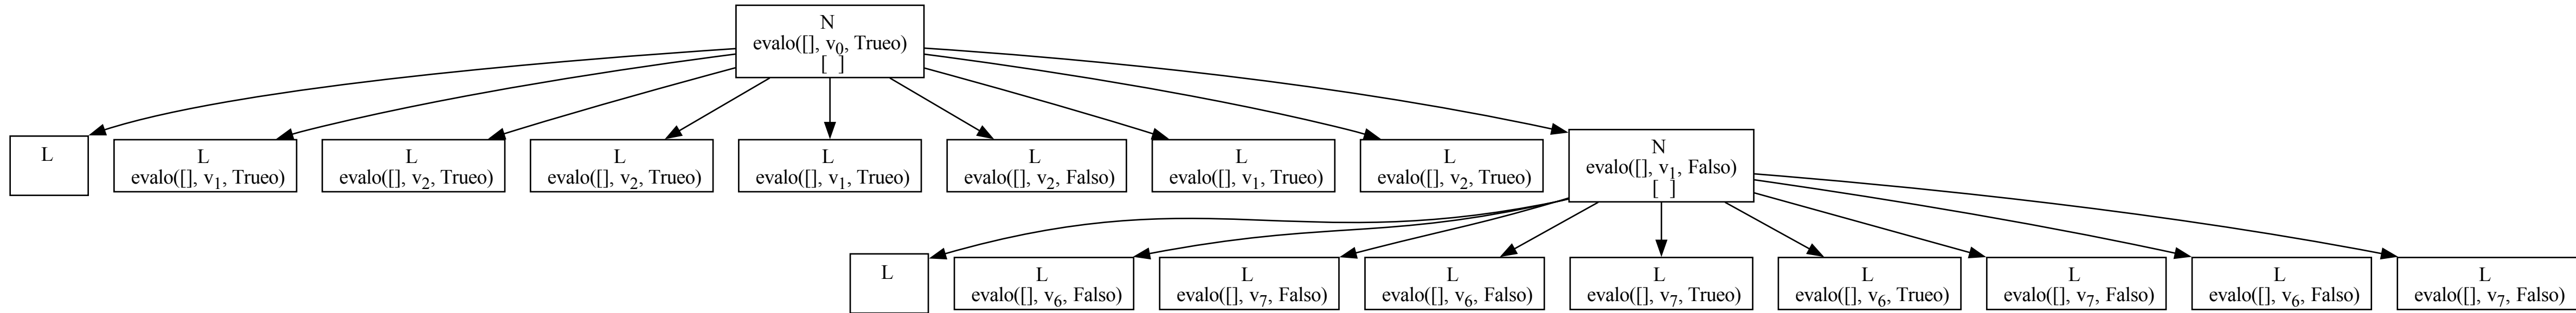 N
evalo([], v₀, Trueo)
[ ]
L
L
evalo([], v₁, Trueo)
L
evalo([], v₂, Trueo)
L
evalo([], v₂, Trueo)
L
evalo([], v₁, Trueo)
L
evalo([], v₂, Falso)
L
evalo([], v₁, Trueo)
L
evalo([], v₂, Trueo)
N
evalo([], v₁, Falso)
[ ]
L
L
evalo([], v₆, Falso)
L
evalo([], v₇, Falso)
L
evalo([], v₆, Falso)
L
evalo([], v₇, Trueo)
L
evalo([], v₆, Trueo)
L
evalo([], v₇, Falso)
L
evalo([], v₆, Falso)
L
evalo([], v₇, Falso)